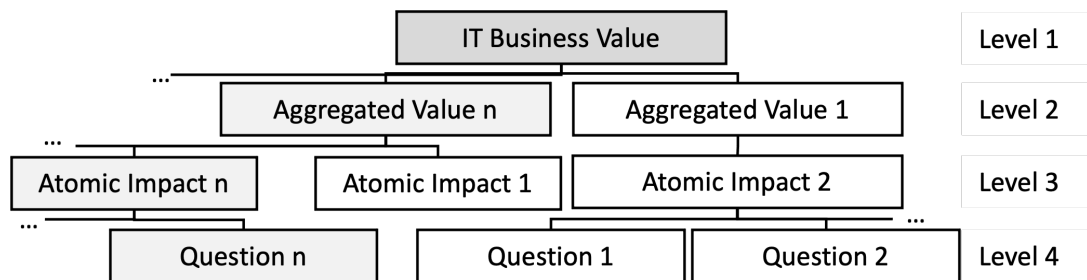 IT Business Value
Level 1
...
Aggregated Value n
Aggregated Value 1
Level 2
...
Atomic Impact n
Atomic Impact 1
Atomic Impact 2
Level 3
...
...
Question n
Question 1
Question 2
Level 4